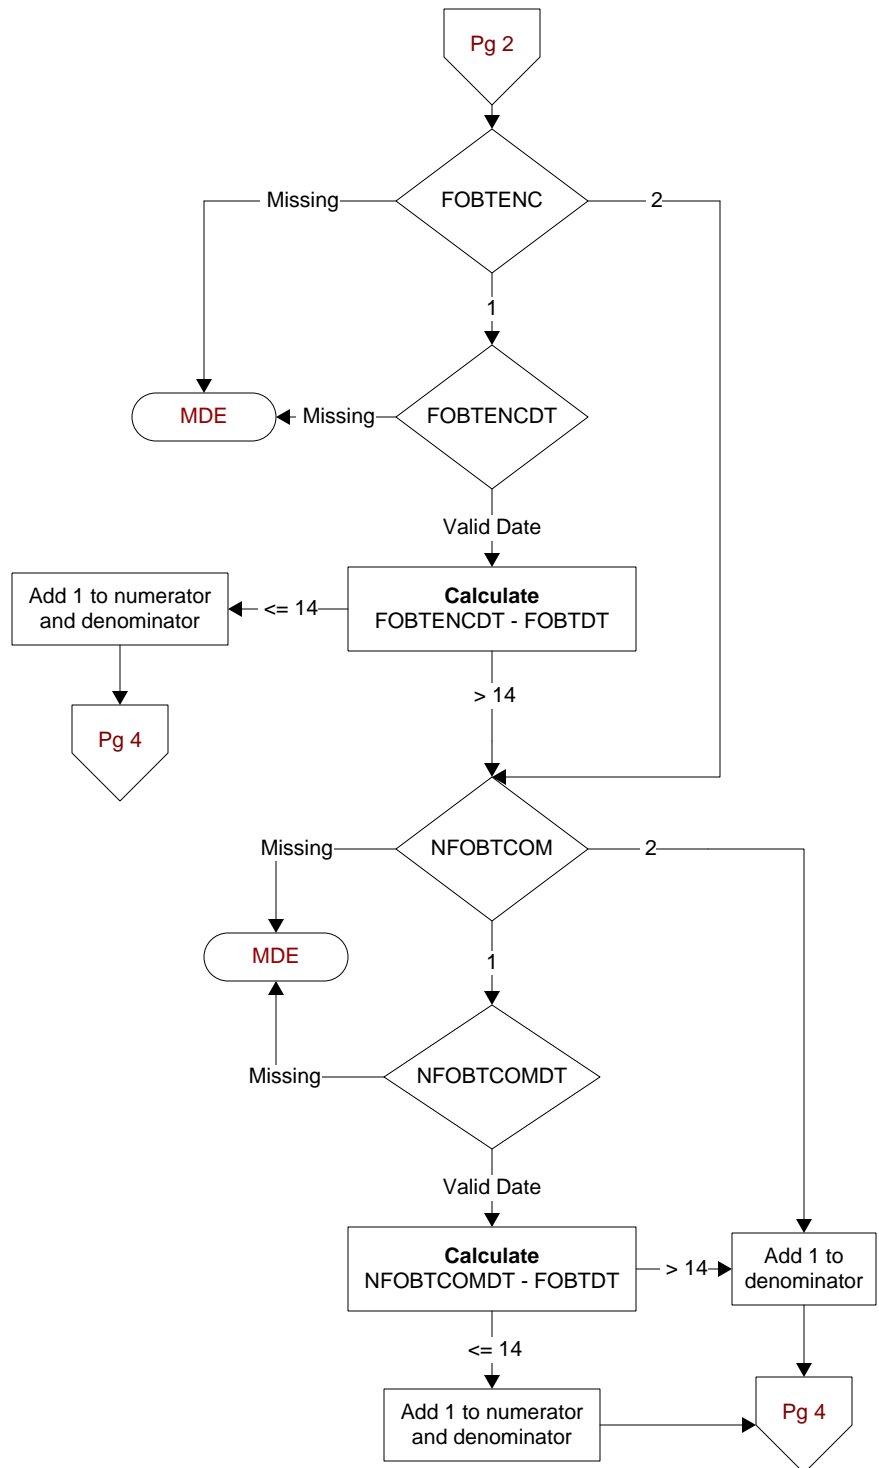 Pg 2
FOBTENC
Missing
2
1
FOBTENCDT
Missing
MDE
Valid Date
Calculate
FOBTENCDT - FOBTDT
<= 14
Add 1 to numerator
and denominator
Pg 4
> 14
NFOBTCOM
Missing
2
MDE
1
NFOBTCOMDT
Missing
Valid Date
Calculate
NFOBTCOMDT - FOBTDT
> 14
Add 1 to
denominator
<= 14
Add 1 to numerator
and denominator
Pg 4